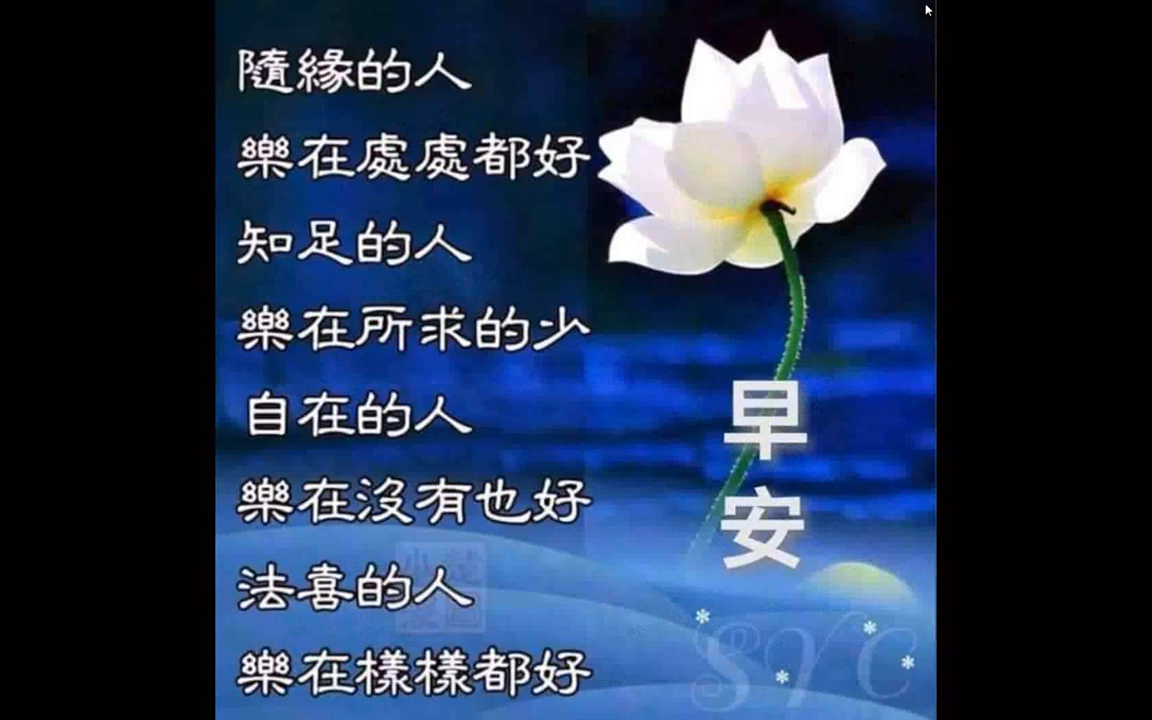 隨緣的人
樂在處處都好
知足的人
樂在所求的少
自在的人
樂在沒有也好
法喜的人
樂在樣樣都好
早安
SYC